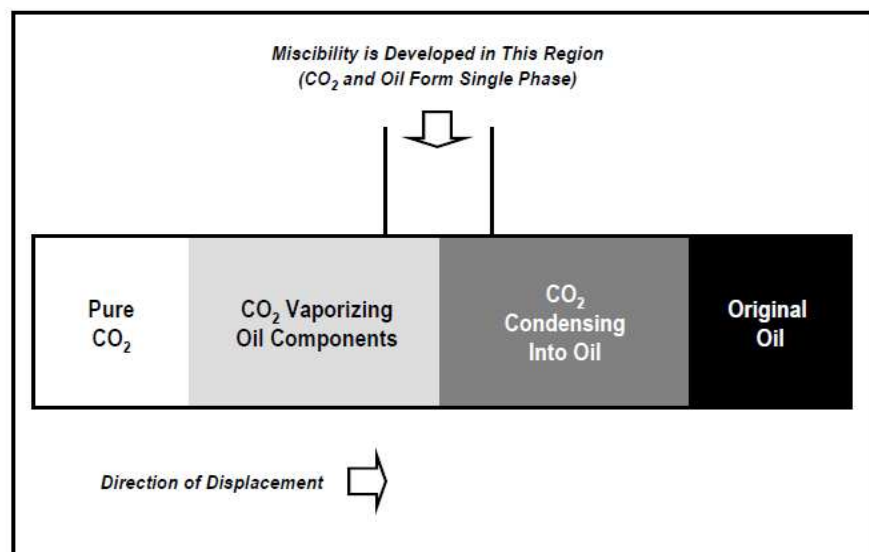 Miscibility is Developed in This Region
(CO₂ and Oil Form Single Phase)
Pure
CO₂
CO₂ Vaporizing
Oil Components
CO₂
Condensing
Into Oil
Original
Oil
Direction of Displacement